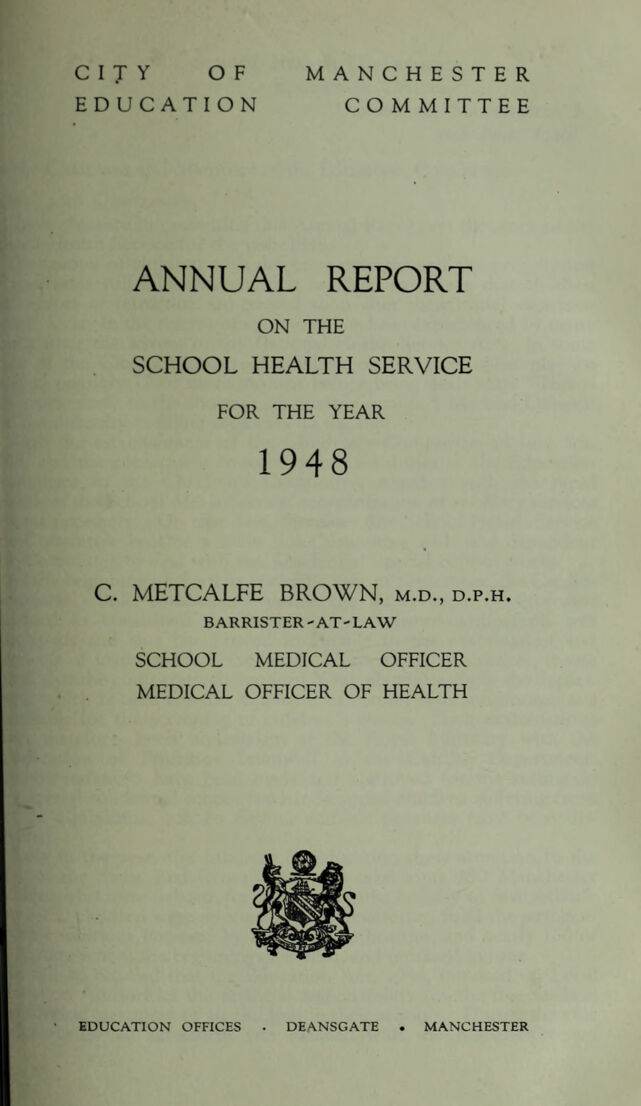 CITY OF MANCHESTER
EDUCATION COMMITTEE
ANNUAL REPORT
ON THE
SCHOOL HEALTH SERVICE
FOR THE YEAR
1948
C. METCALFE BROWN, M.D., D.P.H.
BARRISTER-AT-LAW
SCHOOL MEDICAL OFFICER
MEDICAL OFFICER OF HEALTH
EDUCATION OFFICES . DEANSGATE • MANCHESTER